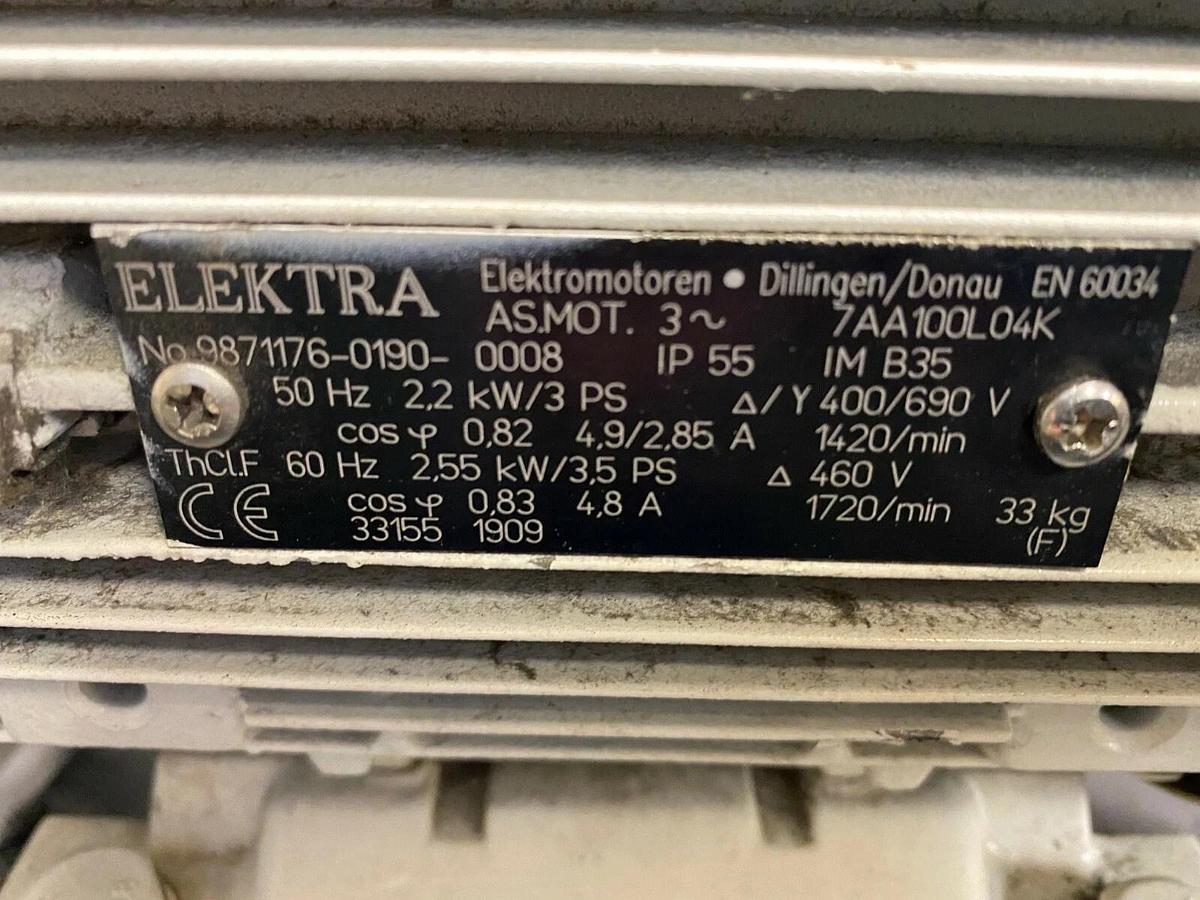 ELEKTRA Elektromotoren • Dillingen/Donau EN 60034
AS.MOT. 3~ 7AA100L04K
No 9871176-0190- 0008 IP 55 IM B35
50 Hz 2,2 kW/3 PS Δ/Y 400/690 V
cos φ 0,82 4,9/2,85 A 1420/min
ThCl.F 60 Hz 2,55 kW/3,5 PS Δ 460 V
CE cos φ 0,83 4,8 A 1720/min 33 kg
33155 1909 (F)